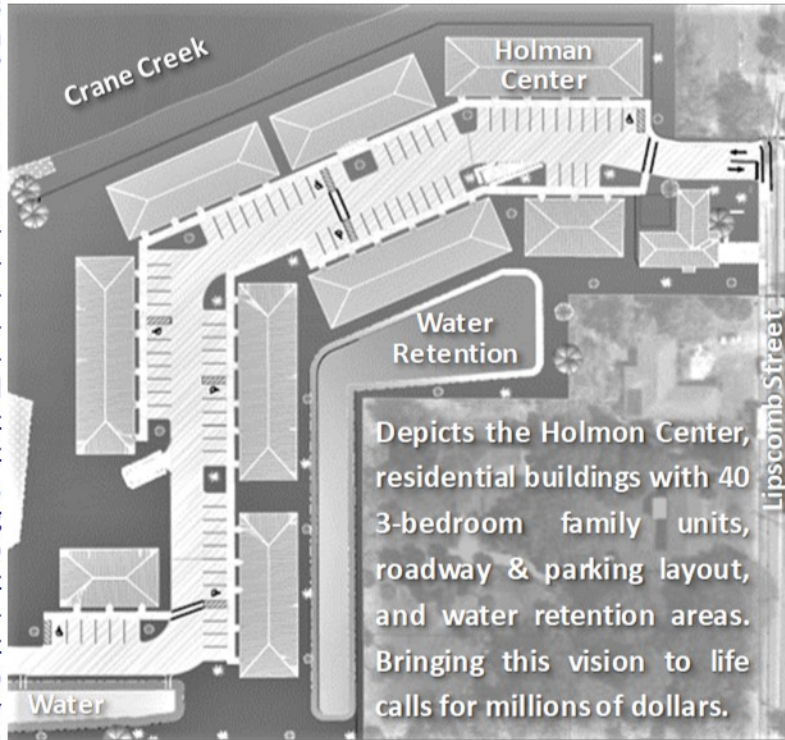 Crane Creek
Holman
Center
Water
Retention
Lipscomb Street
Depicts the Holmon Center,
residential buildings with 40
3-bedroom family units,
roadway & parking layout,
and water retention areas.
Bringing this vision to life
calls for millions of dollars.
Water